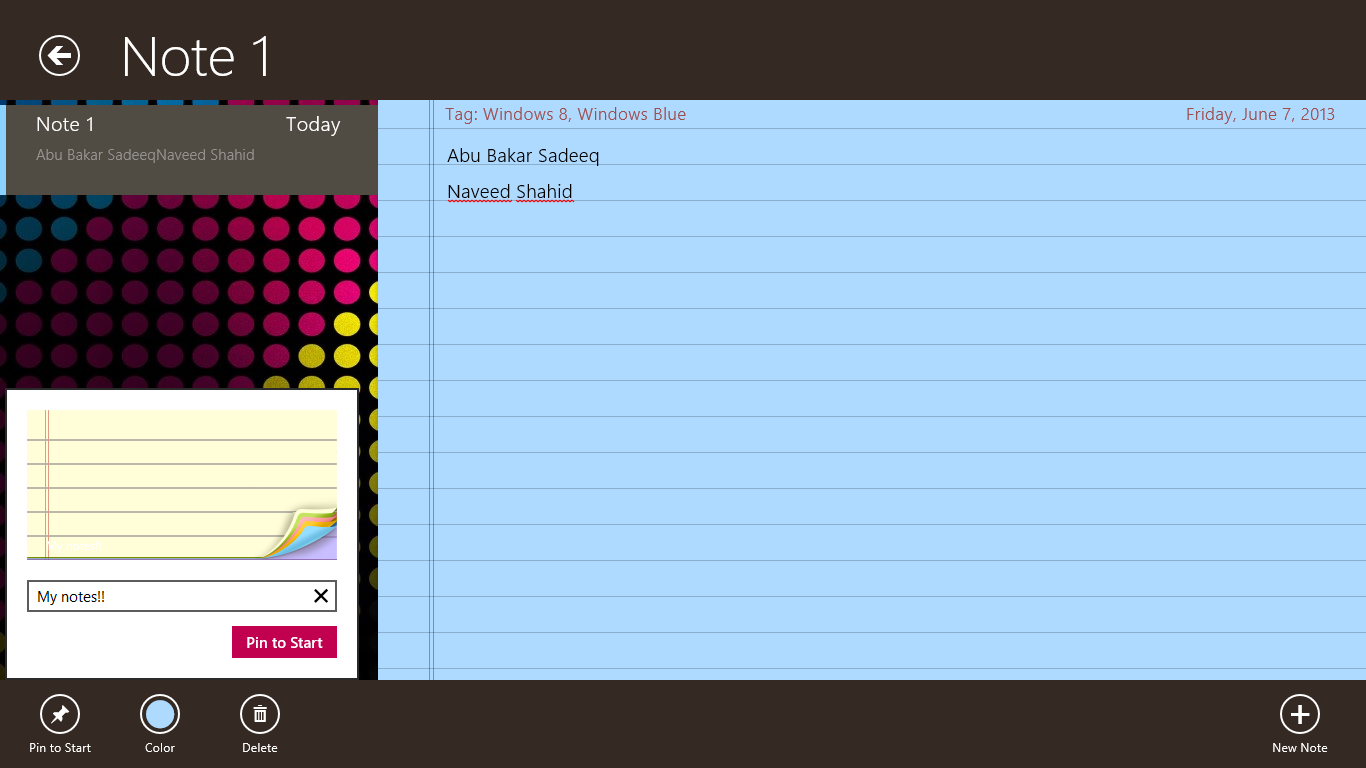 Note 1
Note 1 Today
Abu Bakar SadeeqNaveed Shahid
Tag: Windows 8, Windows Blue Friday, June 7, 2013
Abu Bakar Sadeeq
Naveed Shahid
My notes!!
Pin to Start
Pin to Start Color Delete New Note